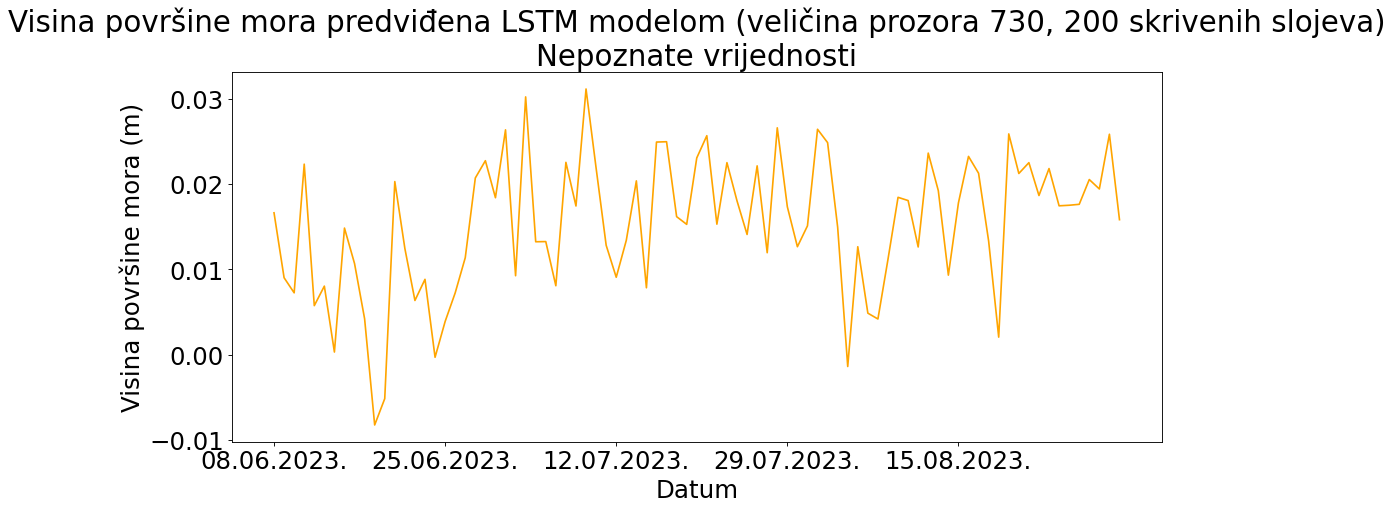 Visina površine mora predviđena LSTM modelom (veličina prozora 730, 200 skrivenih slojeva)
Nepoznate vrijednosti
Visina površine mora (m)
0.03
0.02
0.01
0.00
−0.01
08.06.2023. 25.06.2023. 12.07.2023. 29.07.2023. 15.08.2023.
Datum